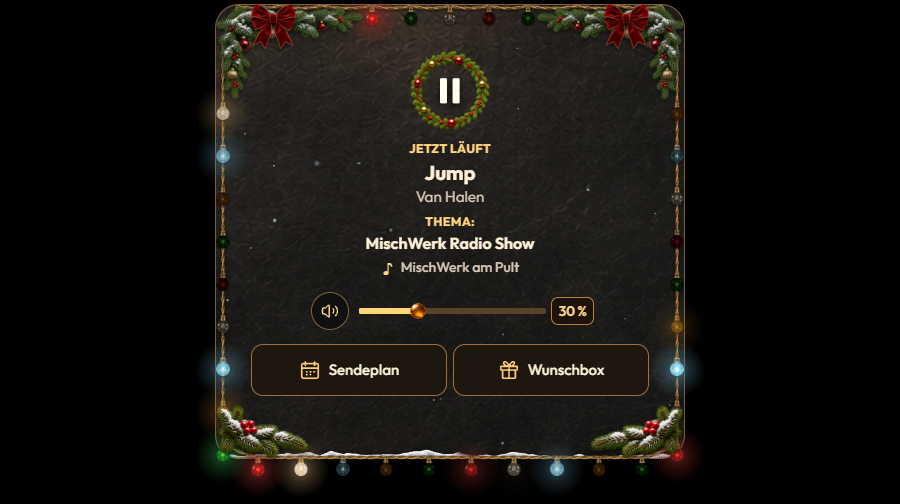 JETZT LÄUFT
Jump
Van Halen
THEMA:
MischWerk Radio Show
MischWerk am Pult
30 %
Sendeplan
Wunschbox